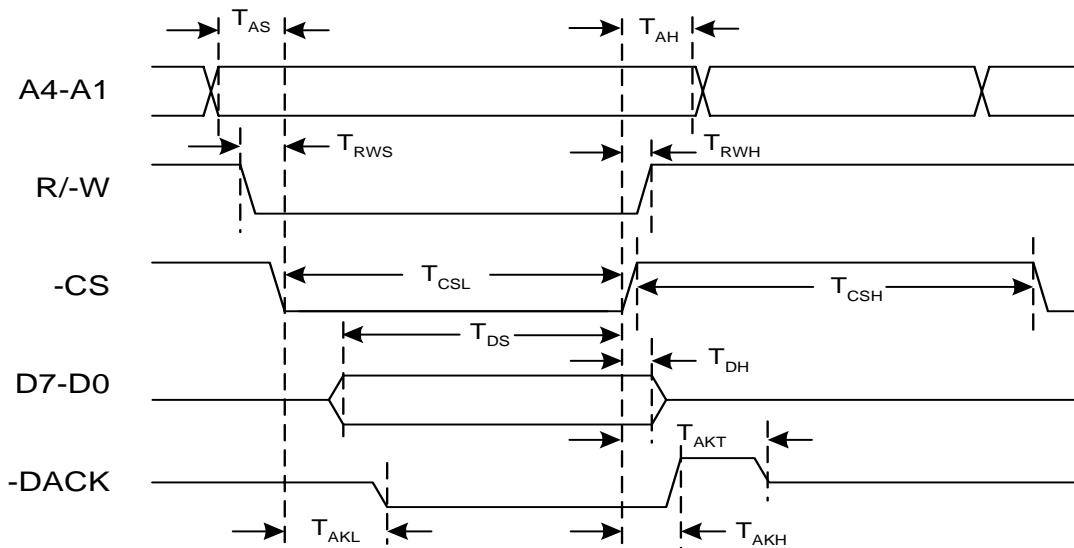 TAS
TAH
A4-A1
TRWS
TRWH
R/-W
-CS
TCSL
TCSH
TDS
TDH
D7-D0
TAKT
-DACK
TAKL
TAKH